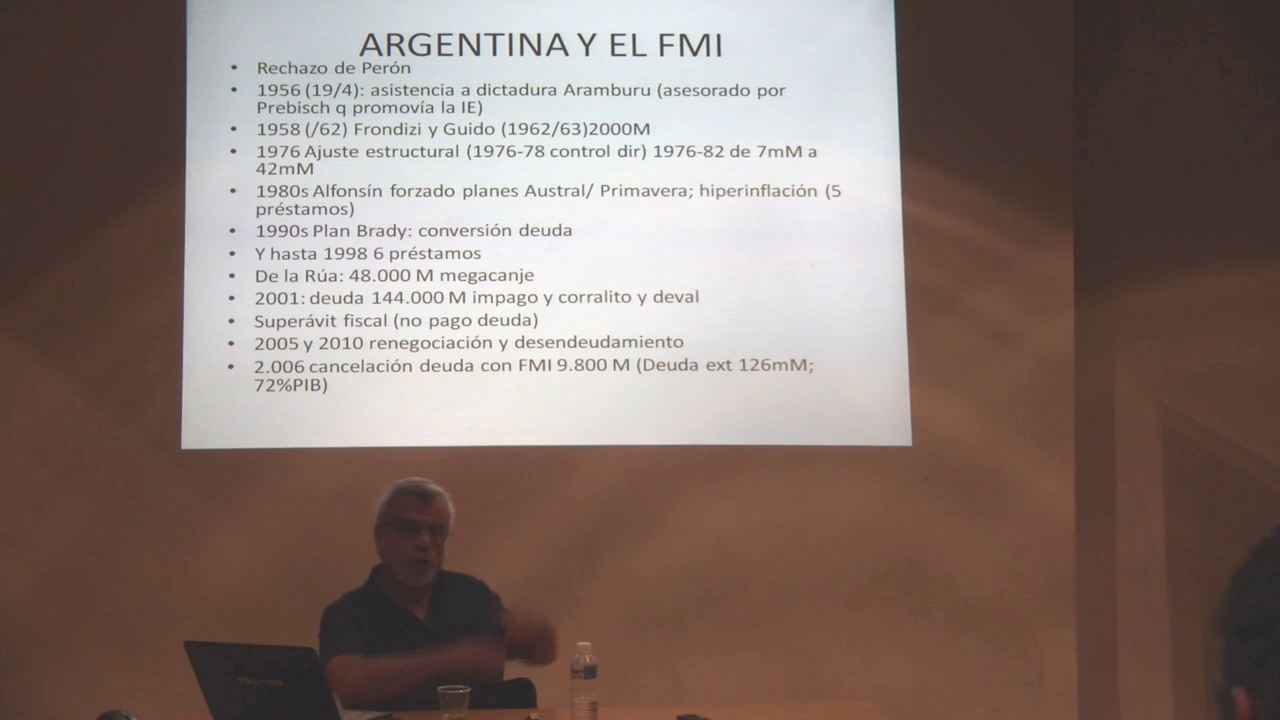 ARGENTINA Y EL FMI
• Rechazo de Perón
• 1956 (19/4): asistencia a dictadura Aramburu (asesorado por
Prebisch q promovía la IE)
• 1958 (/62) Frondizi y Guido (1962/63)2000M
• 1976 Ajuste estructural (1976-78 control dir) 1976-82 de 7mM a
42mM
• 1980s Alfonsín forzado planes Austral/ Primavera; hiperinflación (5
préstamos)
• 1990s Plan Brady: conversión deuda
• Y hasta 1998 6 préstamos
• De la Rúa: 48.000 M megacanje
• 2001: deuda 144.000 M impago y corralito y deval
• Superávit fiscal (no pago deuda)
• 2005 y 2010 renegociación y desendeudamiento
• 2.006 cancelación deuda con FMI 9.800 M (Deuda ext 126mM;
72%PIB)
TOSHIBA